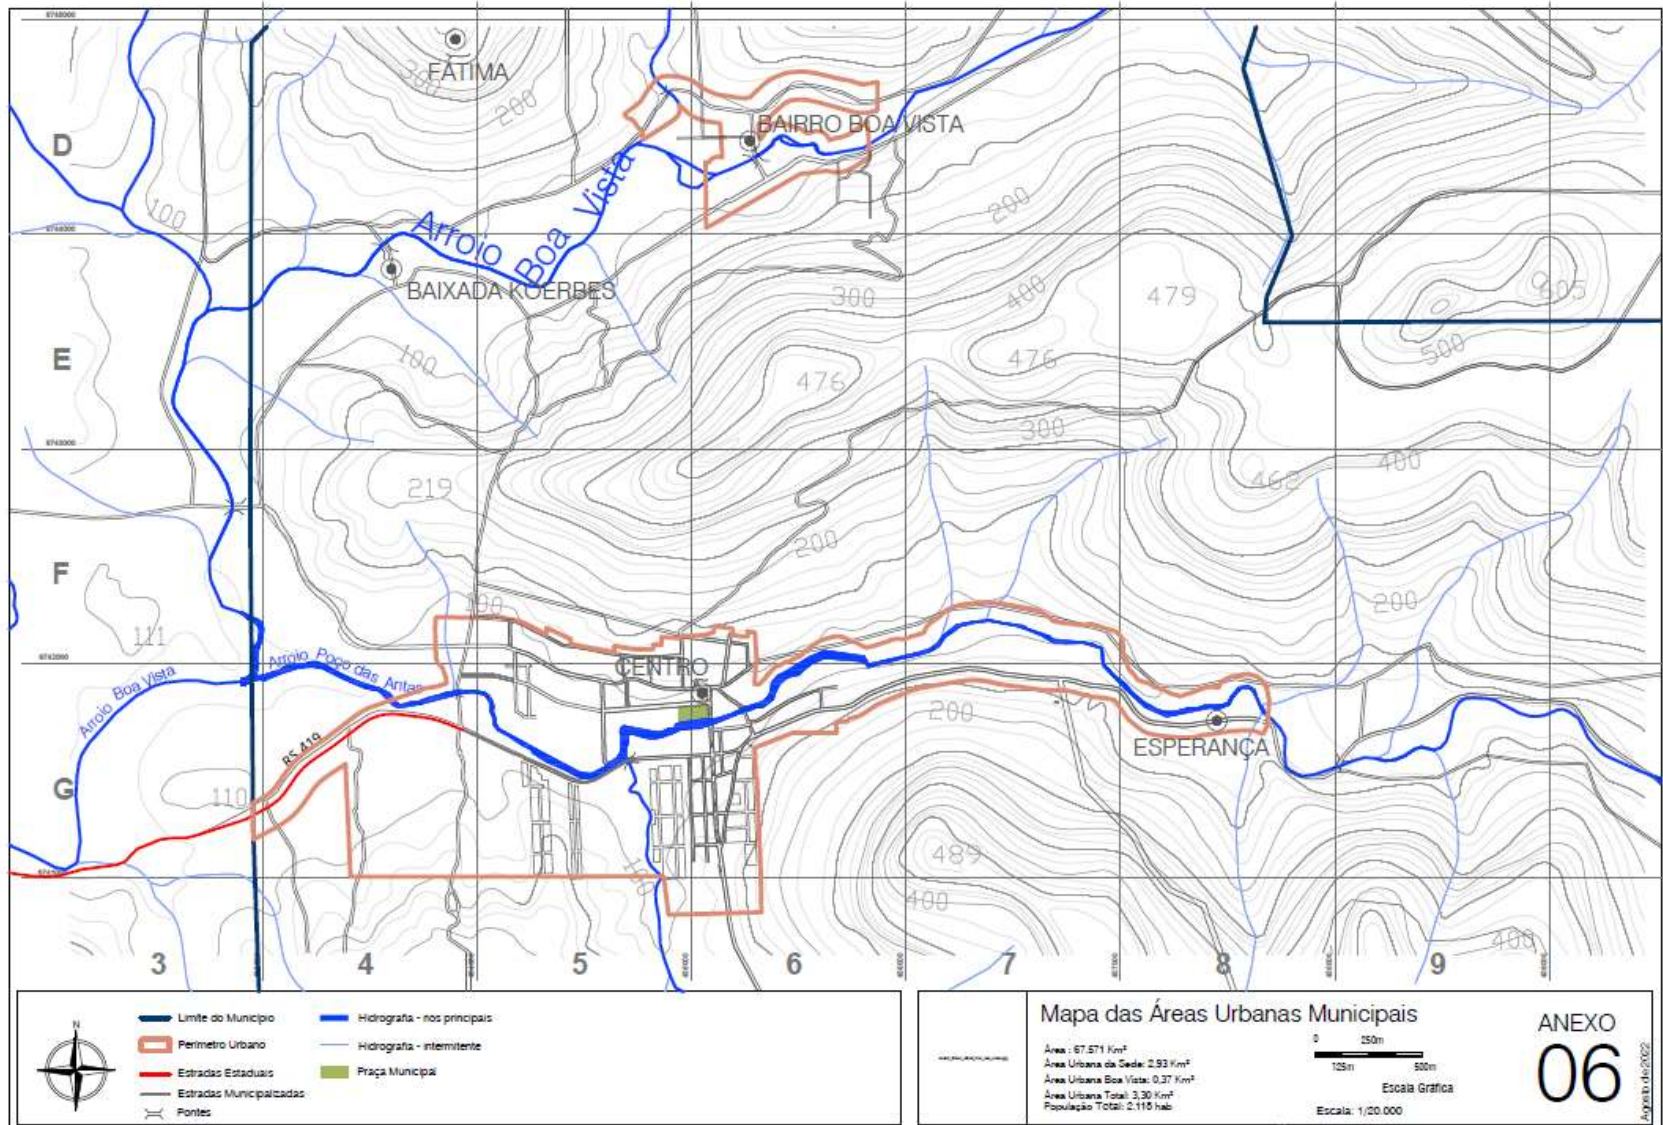 FÁTIMA
300
200
BAIRRO BOA VISTA
D
100
Arroio Boa Vista
200
BAIXADA KOERBES
300
400
479
605
E
100
476
476
500
219
300
462
400
200
F
111
100
200
CENTRO
Arroio Boa Vista
Arroio Poço das Antas
RS 419
200
ESPERANÇA
G
110
489
100
400
400
3 4 5 6 7 8 9
N
Limite do Município
Perímetro Urbano
Estradas Estaduais
Estradas Municipalizadas
Pontes
Hidrografia - rios principais
Hidrografia - intermitente
Praça Municipal
Mapa das Áreas Urbanas Municipais
Área : 67.571 Km²
Área Urbana da Sede: 2,93 Km²
Área Urbana Boa Vista: 0,37 Km²
Área Urbana Total: 3,30 Km²
População Total: 2.115 hab
0 250m
125m 500m
Escala Gráfica
Escala: 1/20.000
ANEXO
06
Agosto de 2022